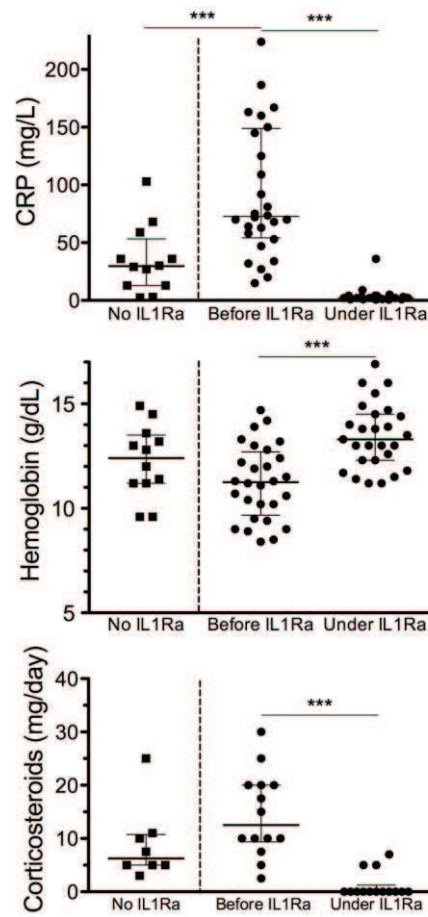 *** ***
CRP (mg/L)
200
150
100
50
0
No IL1Ra Before IL1Ra Under IL1Ra
***
Hemoglobin (g/dL)
15
10
5
No IL1Ra Before IL1Ra Under IL1Ra
***
Corticosteroids (mg/day)
40
30
20
10
0
No IL1Ra Before IL1Ra Under IL1Ra